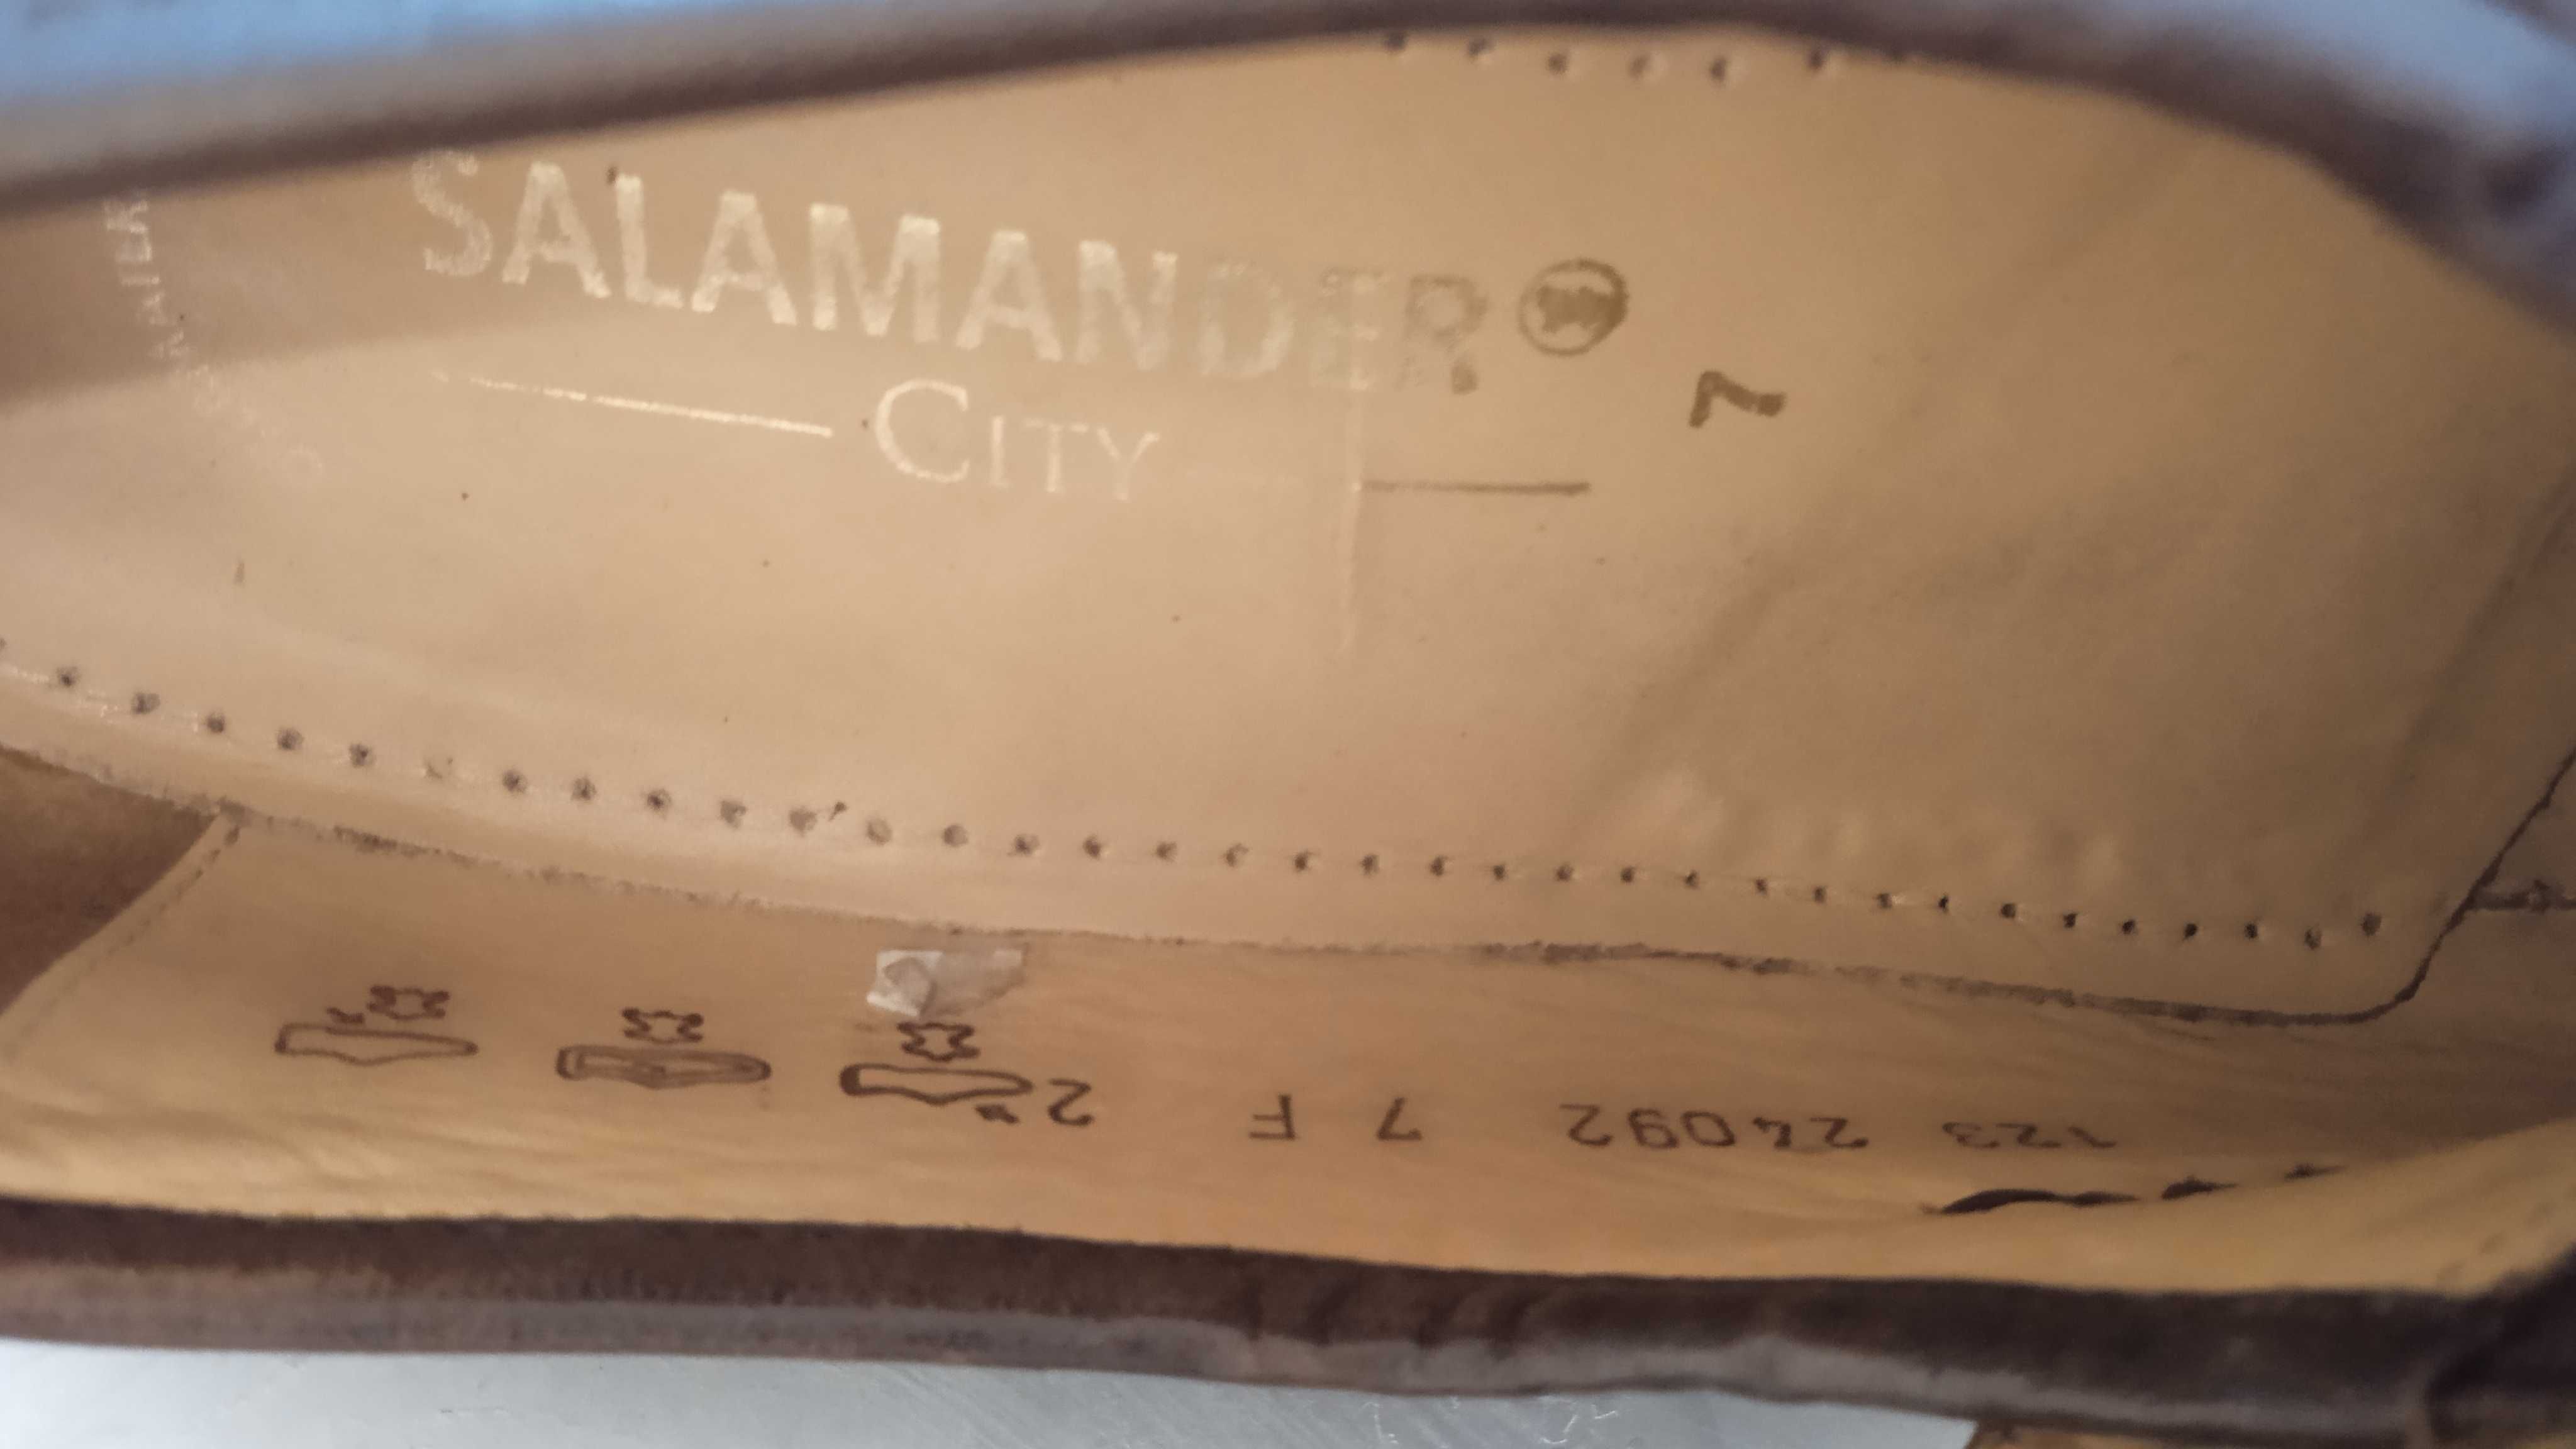 SALAMANDER
CITY
7
123 24092 7 F 2